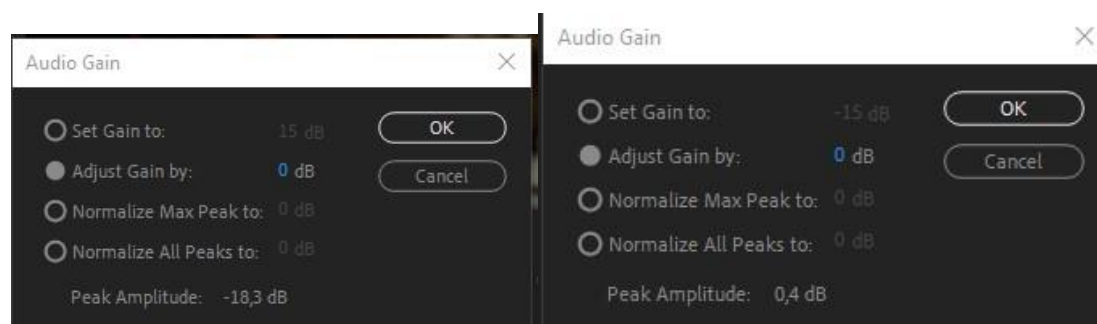 Audio Gain
Set Gain to: 15 dB
OK
Adjust Gain by: 0 dB
Cancel
Normalize Max Peak to: 0 dB
Normalize All Peaks to: 0 dB
Peak Amplitude: -18,3 dB
Audio Gain
Set Gain to: -15 dB
OK
Adjust Gain by: 0 dB
Cancel
Normalize Max Peak to: 0 dB
Normalize All Peaks to: 0 dB
Peak Amplitude: 0,4 dB